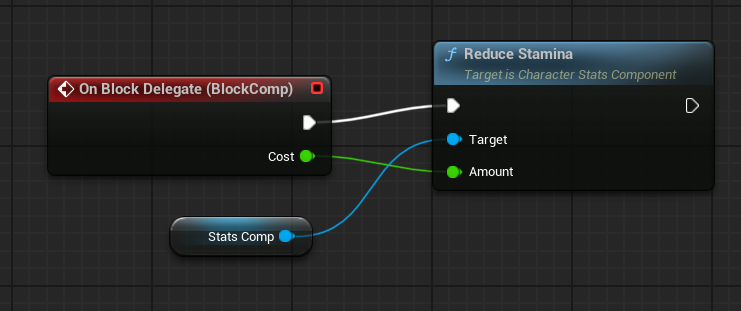 Reduce Stamina
Target is Character Stats Component
On Block Delegate (BlockComp)
Target
Cost
Amount
Stats Comp